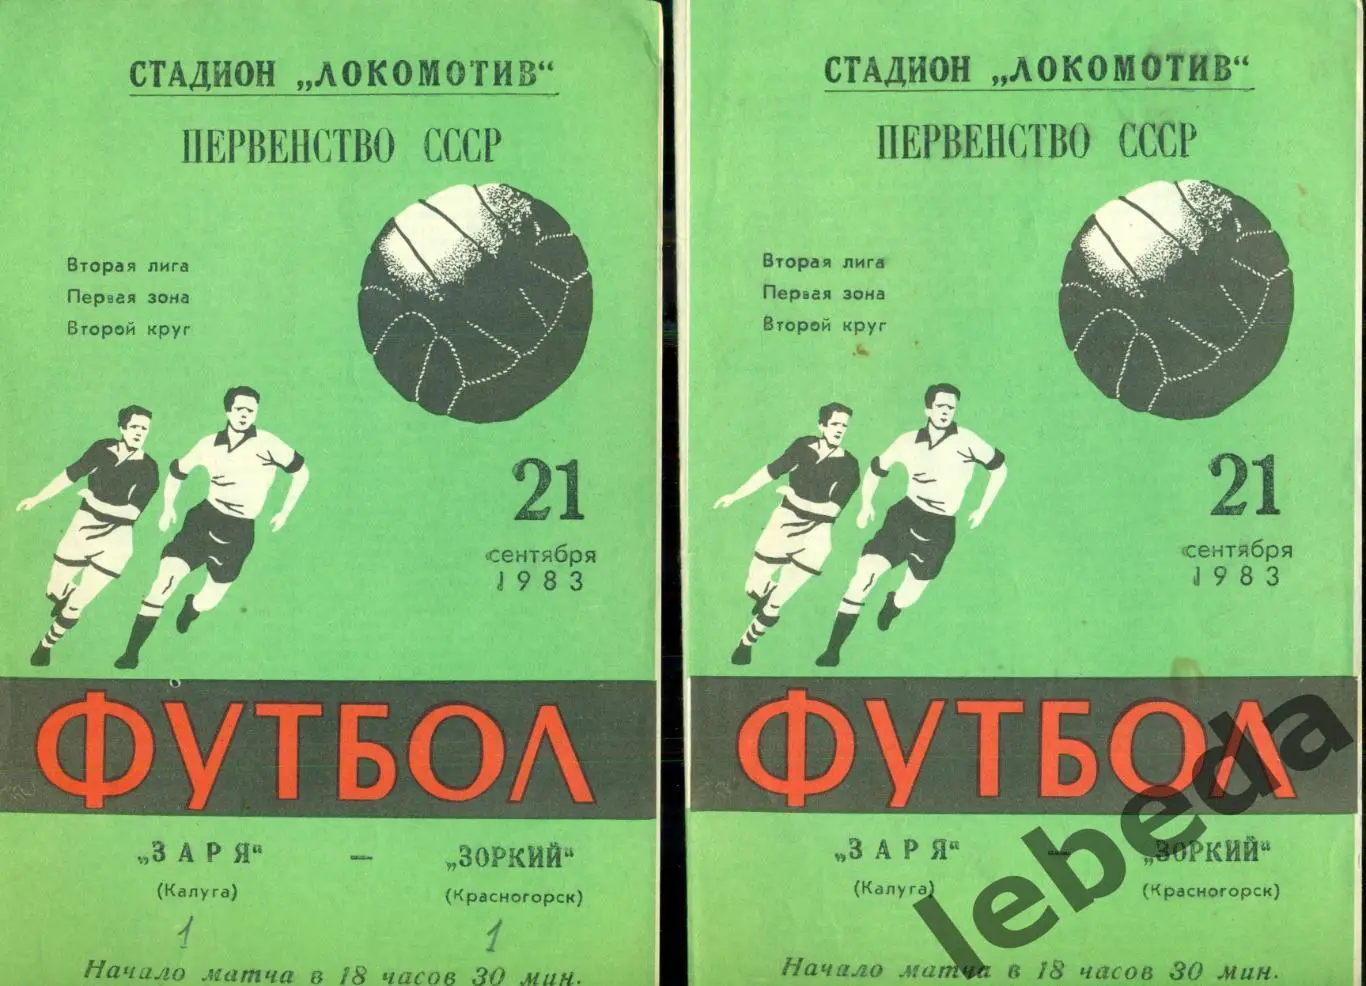 СТАДИОН „ЛОКОМОТИВ“
ПЕРВЕНСТВО СССР
Вторая лига
Первая зона
Второй круг
21
сентября
1983
ФУТБОЛ
„ЗАРЯ“ — „ЗОРКИЙ“
(Калуга) (Красногорск)
1 1
Начало матча в 18 часов 30 мин.
СТАДИОН „ЛОКОМОТИВ“
ПЕРВЕНСТВО СССР
Вторая лига
Первая зона
Второй круг
21
сентября
1983
ФУТБОЛ
„ЗАРЯ“ — „ЗОРКИЙ“
(Калуга) (Красногорск)
Начало матча в 18 часов 30 мин.
lebeda